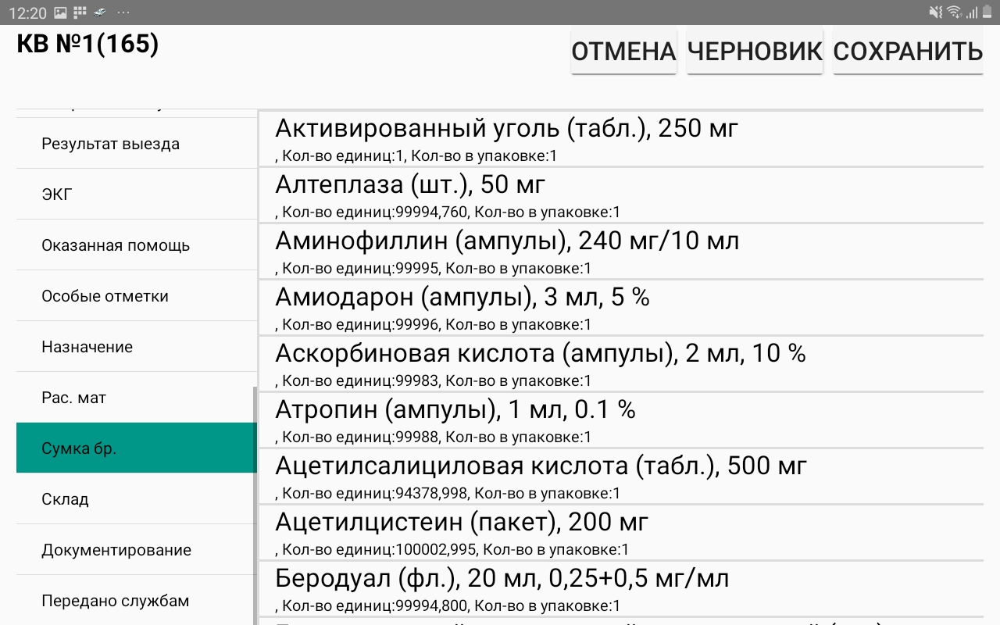 12:20
КВ №1(165)
ОТМЕНА ЧЕРНОВИК СОХРАНИТЬ
Результат выезда
ЭКГ
Оказанная помощь
Особые отметки
Назначение
Рас. мат
Сумка бр.
Склад
Документирование
Передано службам
Активированный уголь (табл.), 250 мг
, Кол-во единиц:1, Кол-во в упаковке:1
Алтеплаза (шт.), 50 мг
, Кол-во единиц:99994,760, Кол-во в упаковке:1
Аминофиллин (ампулы), 240 мг/10 мл
, Кол-во единиц:99995, Кол-во в упаковке:1
Амиодарон (ампулы), 3 мл, 5 %
, Кол-во единиц:99996, Кол-во в упаковке:1
Аскорбиновая кислота (ампулы), 2 мл, 10 %
, Кол-во единиц:99983, Кол-во в упаковке:1
Атропин (ампулы), 1 мл, 0.1 %
, Кол-во единиц:99988, Кол-во в упаковке:1
Ацетилсалициловая кислота (табл.), 500 мг
, Кол-во единиц:94378,998, Кол-во в упаковке:1
Ацетилцистеин (пакет), 200 мг
, Кол-во единиц:100002,995, Кол-во в упаковке:1
Беродуал (фл.), 20 мл, 0,25+0,5 мг/мл
, Кол-во единиц:99994,800, Кол-во в упаковке:1